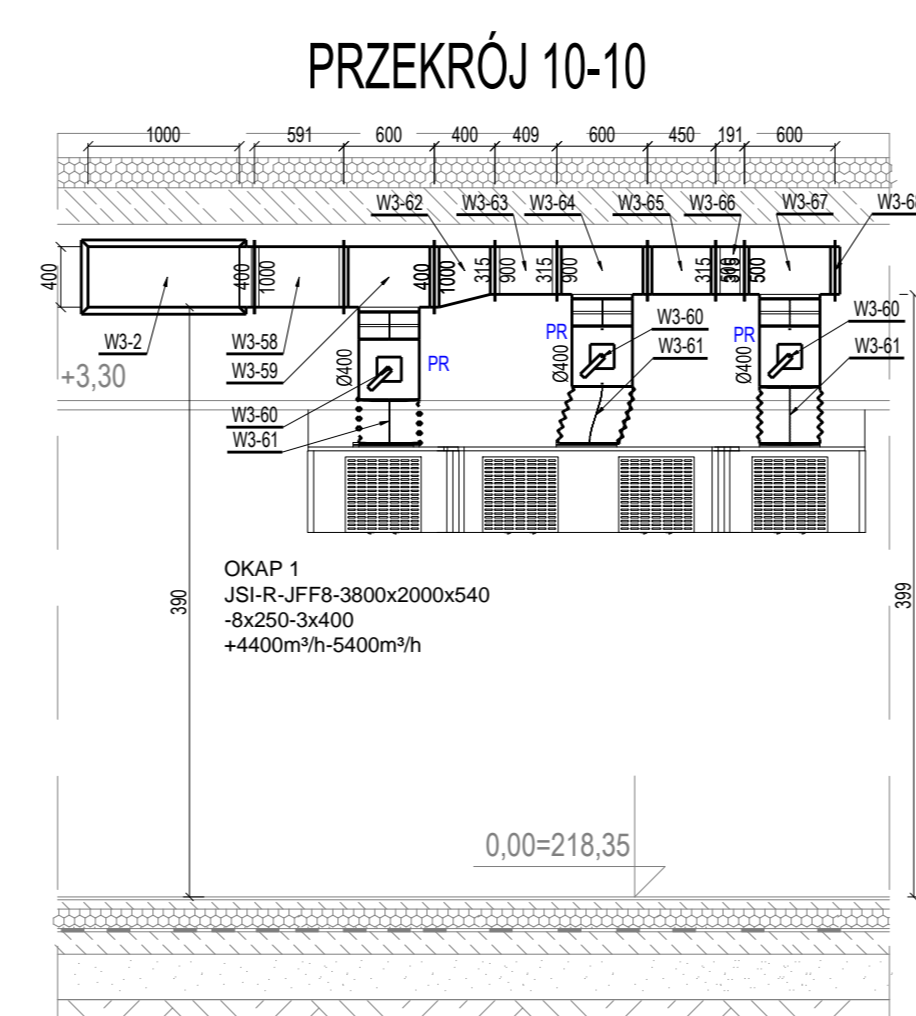 PRZEKRÓJ 10-10
1000 591 600 400 409 600 450 191 600
W3-62 W3-63 W3-64 W3-65 W3-66 W3-67 W3-68
400 400 1000 400 1000 315 900 315 900 315 315 500
W3-2 W3-58
W3-59
+3,30
Ø400 PR PR Ø400 W3-60 PR Ø400 W3-60
W3-61 W3-61
W3-60
W3-61
OKAP 1
JSI-R-JFF8-3800x2000x540
-8x250-3x400
+4400m³/h-5400m³/h
390
399
0,00=218,35